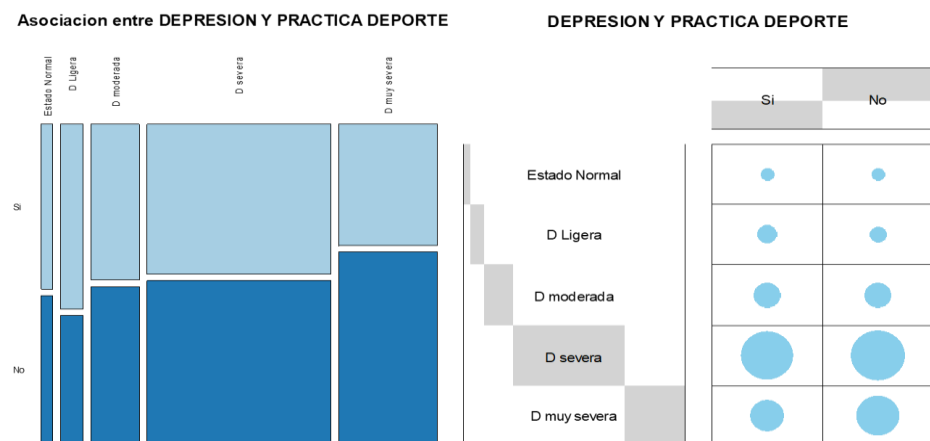 Asociacion entre DEPRESION Y PRACTICA DEPORTE
Estado Normal
D Ligera
D moderada
D severa
D muy severa
Si
No
DEPRESION Y PRACTICA DEPORTE
Si
No
Estado Normal
D Ligera
D moderada
D severa
D muy severa